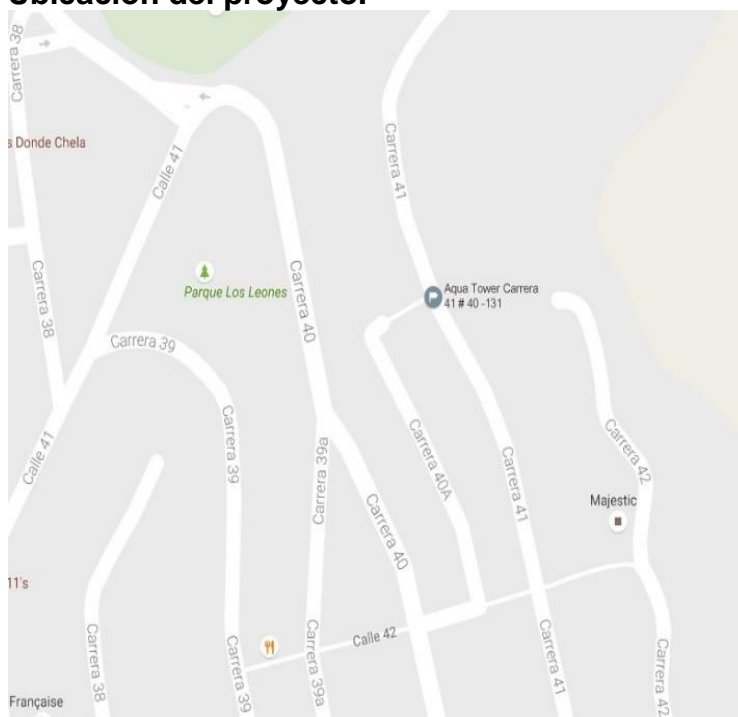 Ubicación del proyecto.
Carrera 38
s Donde Chela
Calle 41
Carrera 41
Parque Los Leones
Carrera 40
Aqua Tower Carrera
41 # 40 -131
Carrera 38
Carrera 39
Calle 41
Carrera 39
Carrera 39a
Carrera 40A
Carrera 41
Carrera 42
Majestic
Carrera 40
11's
Calle 42
Carrera 38
Carrera 39
Carrera 39a
Carrera 41
Carrera 42
Française